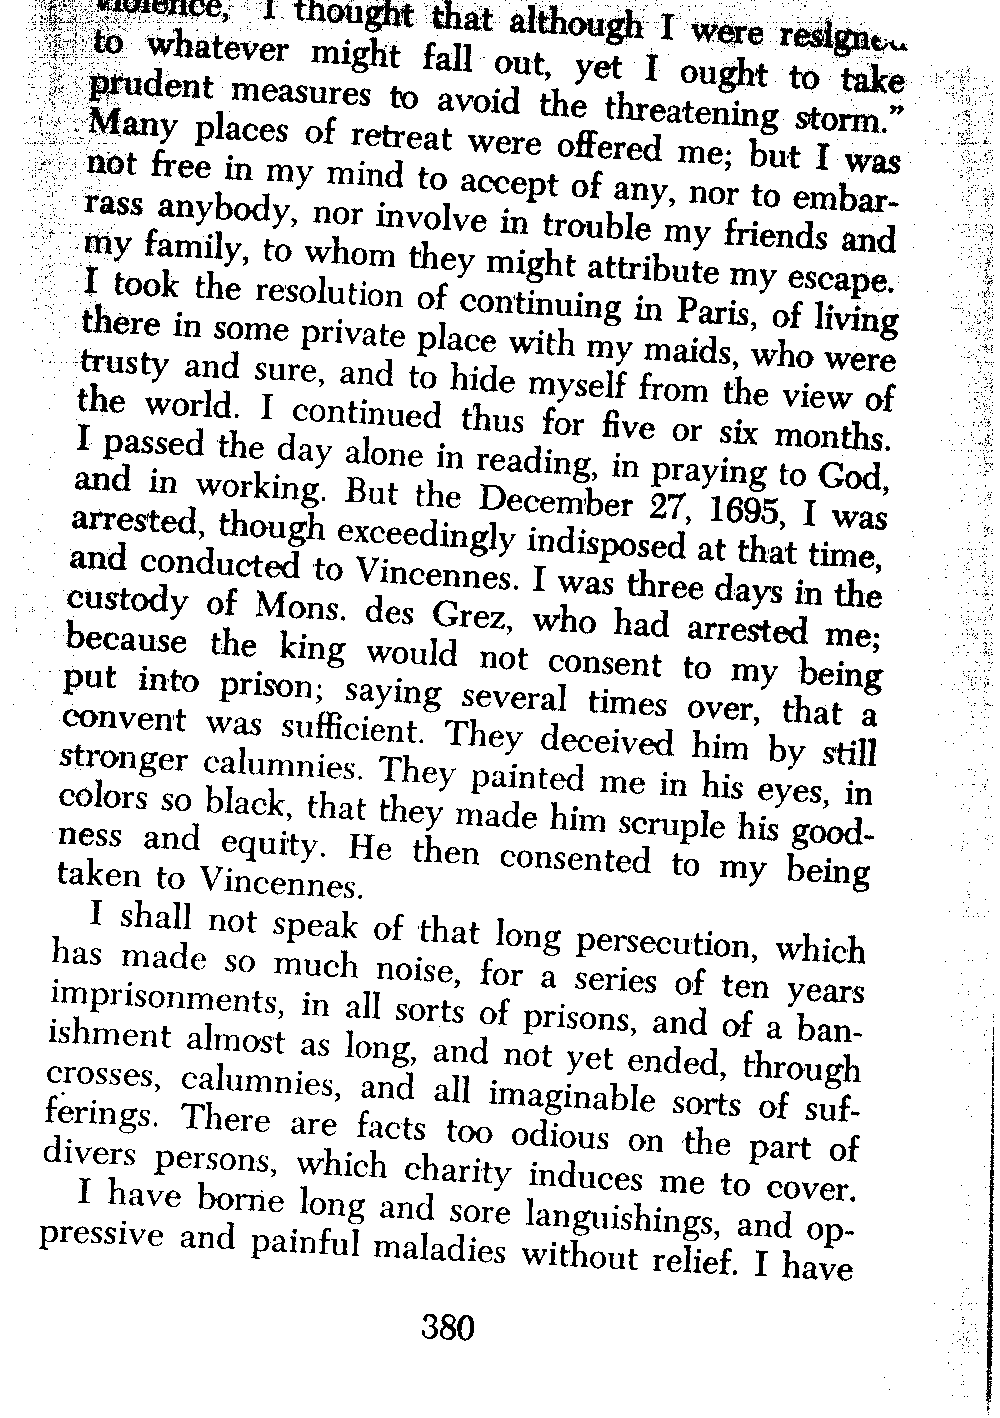 violence," I thought that although I were resigned
to whatever might fall out, yet I ought to take
prudent measures to avoid the threatening storm."
Many places of retreat were offered me; but I was
not free in my mind to accept of any, nor to embar-
rass anybody, nor involve in trouble my friends and
my family, to whom they might attribute my escape.
I took the resolution of continuing in Paris, of living
there in some private place with my maids, who were
trusty and sure, and to hide myself from the view of
the world. I continued thus for five or six months.
I passed the day alone in reading, in praying to God,
and in working. But the December 27, 1695, I was
arrested, though exceedingly indisposed at that time,
and conducted to Vincennes. I was three days in the
custody of Mons. des Grez, who had arrested me;
because the king would not consent to my being
put into prison; saying several times over, that a
convent was sufficient. They deceived him by still
stronger calumnies. They painted me in his eyes, in
colors so black, that they made him scruple his good-
ness and equity. He then consented to my being
taken to Vincennes.
I shall not speak of that long persecution, which
has made so much noise, for a series of ten years
imprisonments, in all sorts of prisons, and of a ban-
ishment almost as long, and not yet ended, through
crosses, calumnies, and all imaginable sorts of suf-
ferings. There are facts too odious on the part of
divers persons, which charity induces me to cover.
I have borne long and sore languishings, and op-
pressive and painful maladies without relief. I have
380